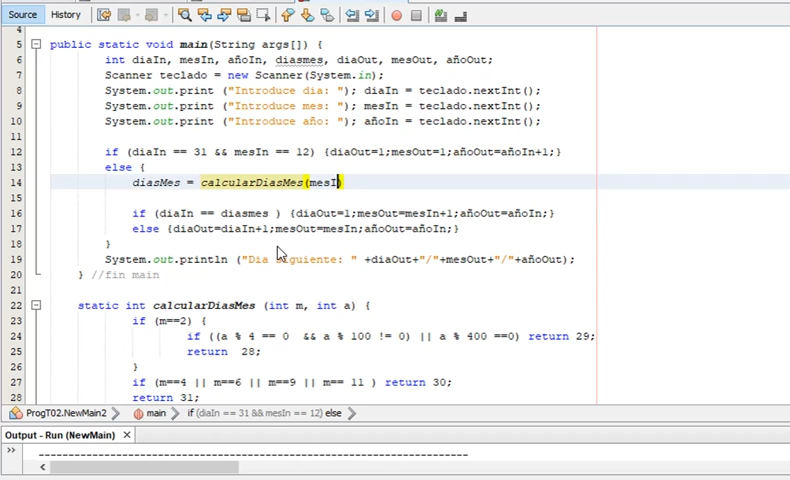 Source History
4
5 public static void main(String args[]) {
6 int diaIn, mesIn, añoIn, diasmes, diaOut, mesOut, añoOut;
7 Scanner teclado = new Scanner(System.in);
8 System.out.print ("Introduce dia: "); diaIn = teclado.nextInt();
9 System.out.print ("Introduce mes: "); mesIn = teclado.nextInt();
10 System.out.print ("Introduce año: "); añoIn = teclado.nextInt();
11
12 if (diaIn == 31 && mesIn == 12) {diaOut=1;mesOut=1;añoOut=añoIn+1;}
13 else {
14 diasMes = calcularDiasMes(mesI)
15
16 if (diaIn == diasmes ) {diaOut=1;mesOut=mesIn+1;añoOut=añoIn;}
17 else {diaOut=diaIn+1;mesOut=mesIn;añoOut=añoIn;}
18 }
19 System.out.println ("Dia siguiente: " +diaOut+"/"+mesOut+"/"+añoOut);
20 } //fin main
21
22 static int calcularDiasMes (int m, int a) {
23 if (m==2) {
24 if ((a % 4 == 0 && a % 100 != 0) || a % 400 ==0) return 29;
25 return 28;
26 }
27 if (m==4 || m==6 || m==9 || m== 11 ) return 30;
28 return 31;
ProgT02.NewMain2 main if (diaIn == 31 && mesIn == 12) else
Output - Run (NewMain)